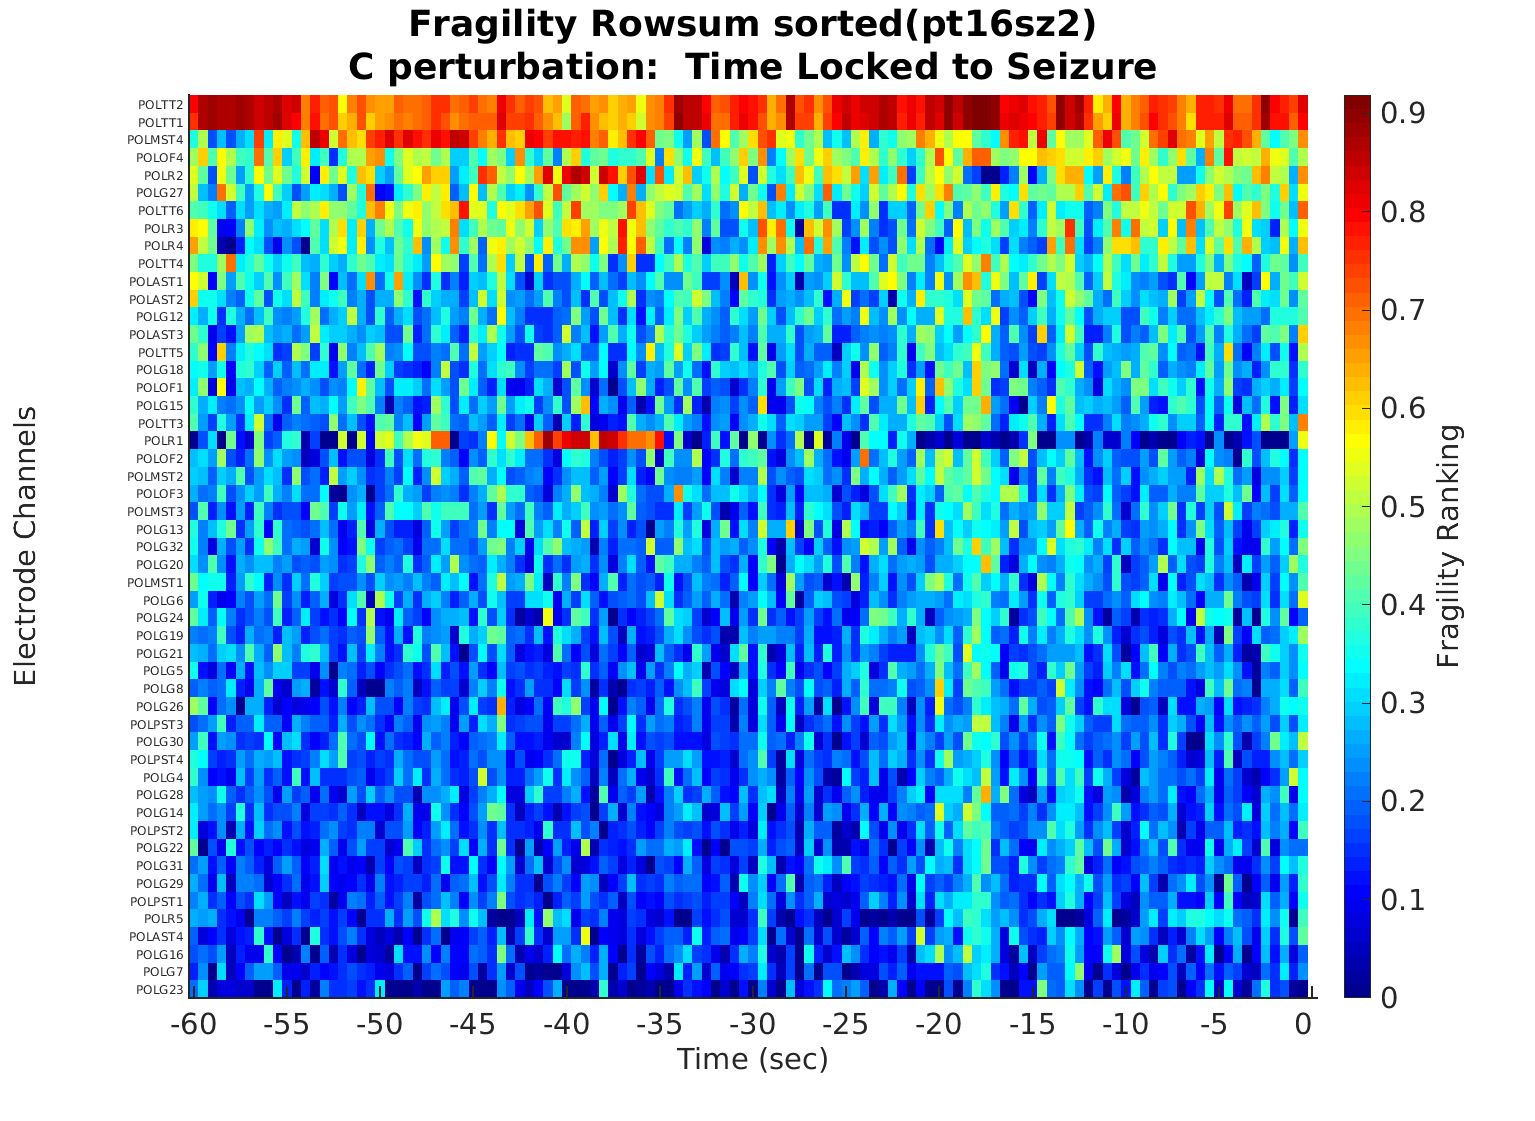 Fragility Rowsum sorted(pt16sz2)
C perturbation: Time Locked to Seizure
Electrode Channels
POLTT2
POLTT1
POLMST4
POLOF4
POLR2
POLG27
POLTT6
POLR3
POLR4
POLTT4
POLAST1
POLAST2
POLG12
POLAST3
POLTT5
POLG18
POLOF1
POLG15
POLTT3
POLR1
POLOF2
POLMST2
POLOF3
POLMST3
POLG13
POLG32
POLG20
POLMST1
POLG6
POLG24
POLG19
POLG21
POLG5
POLG8
POLG26
POLPST3
POLG30
POLPST4
POLG4
POLG28
POLG14
POLPST2
POLG22
POLG31
POLG29
POLPST1
POLR5
POLAST4
POLG16
POLG7
POLG23
-60 -55 -50 -45 -40 -35 -30 -25 -20 -15 -10 -5 0
Time (sec)
0.9
0.8
0.7
0.6
0.5
0.4
0.3
0.2
0.1
0
Fragility Ranking